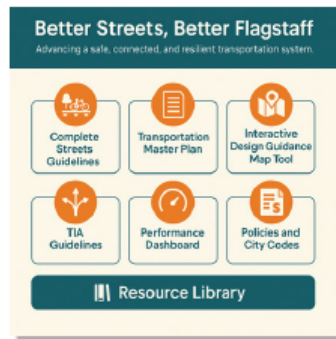 Better Streets, Better Flagstaff
Advancing a safe, connected, and resilient transportation system.
Complete
Streets
Guidelines
Transportation
Master Plan
Interactive
Design Guidance
Map Tool
TIA
Guidelines
Performance
Dashboard
Policies and
City Codes
Resource Library